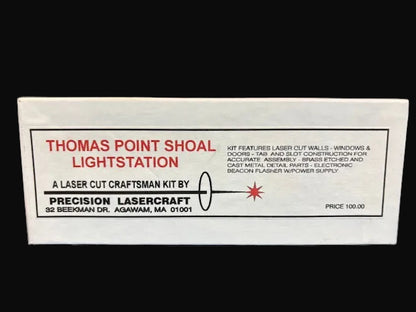 THOMAS POINT SHOAL
LIGHTSTATION
A LASER CUT CRAFTSMAN KIT BY
PRECISION LASERCRAFT
32 BEEKMAN DR. AGAWAM, MA 01001
KIT FEATURES LASER CUT WALLS - WINDOWS &
DOORS - TAB AND SLOT CONSTRUCTION FOR
ACCURATE ASSEMBLY - BRASS ETCHED AND
CAST METAL DETAIL PARTS - ELECTRONIC
BEACON FLASHER W/POWER SUPPLY
PRICE 100.00